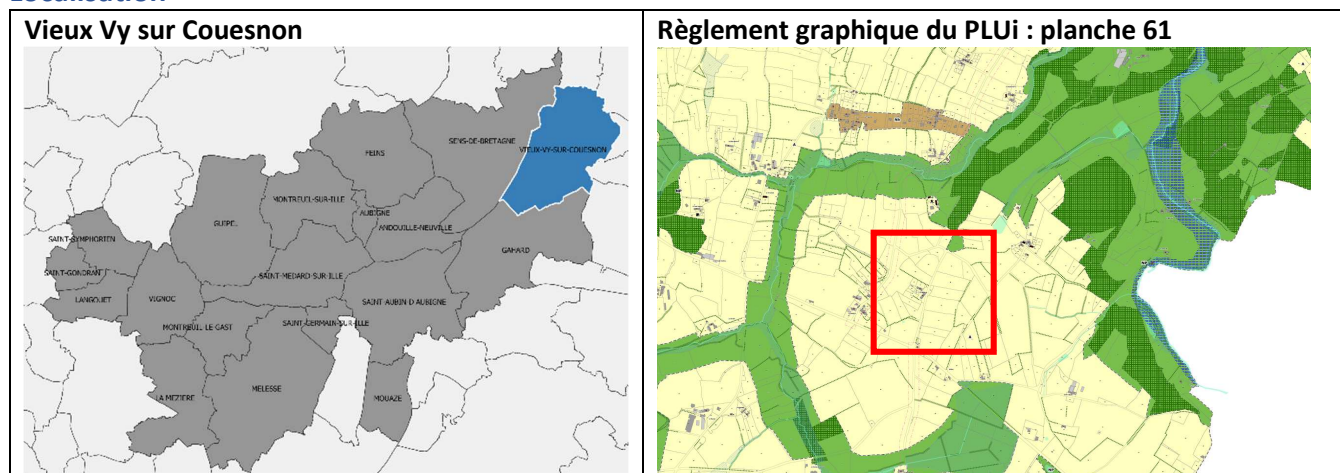 Vieux Vy sur Couesnon
Règlement graphique du PLUi : planche 61
SENS-DE-BRETAGNE
VIEUX-VY-SUR-COUESNON
FEINS
MONTREUIL-SUR-ILLE
AUBIGNE
GUIPEL
ANDOUILLE-NEUVILLE
SAINT-SYMPHORIEN
GAHARD
SAINT-GONDRAN
SAINT-MEDARD-SUR-ILLE
LANGOUET
VIGNOC
SAINT-AUBIN D'AUBIGNE
MONTREUIL-LE-GAST
SAINT-GERMAIN-SUR-ILLE
MELESSE
LA MEZIERE
MOUAZE